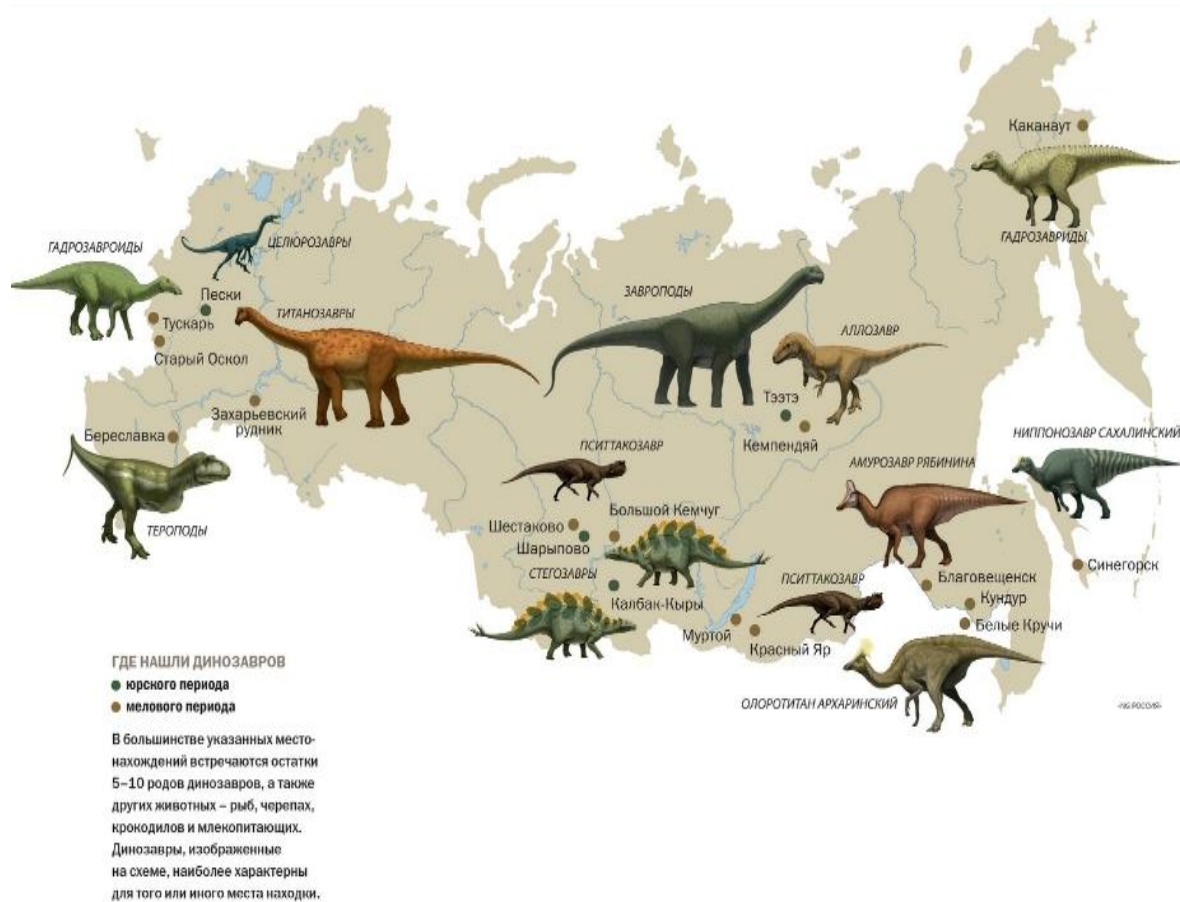 Каканаут
ГАДРОЗАВРИДЫ
ГАДРОЗАВРОИДЫ
ЦЕЛЮРОЗАВРЫ
Пески
Тускарь
Старый Оскол
ТИТАНОЗАВРЫ
ЗАВРОПОДЫ
АЛЛОЗАВР
Тээтэ
Кемпендяй
Захарьевский
рудник
Береславка
ТЕРОПОДЫ
ПСИТТАКОЗАВР
НИППОНОЗАВР САХАЛИНСКИЙ
АМУРОЗАВР РЯБИНИНА
Большой Кемчуг
Шестаково
Шарыпово
СТЕГОЗАВРЫ
Калбак-Кыры
ПСИТТАКОЗАВР
Муртой
Красный Яр
Благовещенск
Кундур
Белые Кручи
Синегорск
ОЛОРОТИТАН АРХАРИНСКИЙ
ГДЕ НАШЛИ ДИНОЗАВРОВ
юрского периода
мелового периода
В большинстве указанных место-
нахождений встречаются остатки
5–10 родов динозавров, а также
других животных – рыб, черепах,
крокодилов и млекопитающих.
Динозавры, изображенные
на схеме, наиболее характерны
для того или иного места находки.
«NG РОССИЯ»